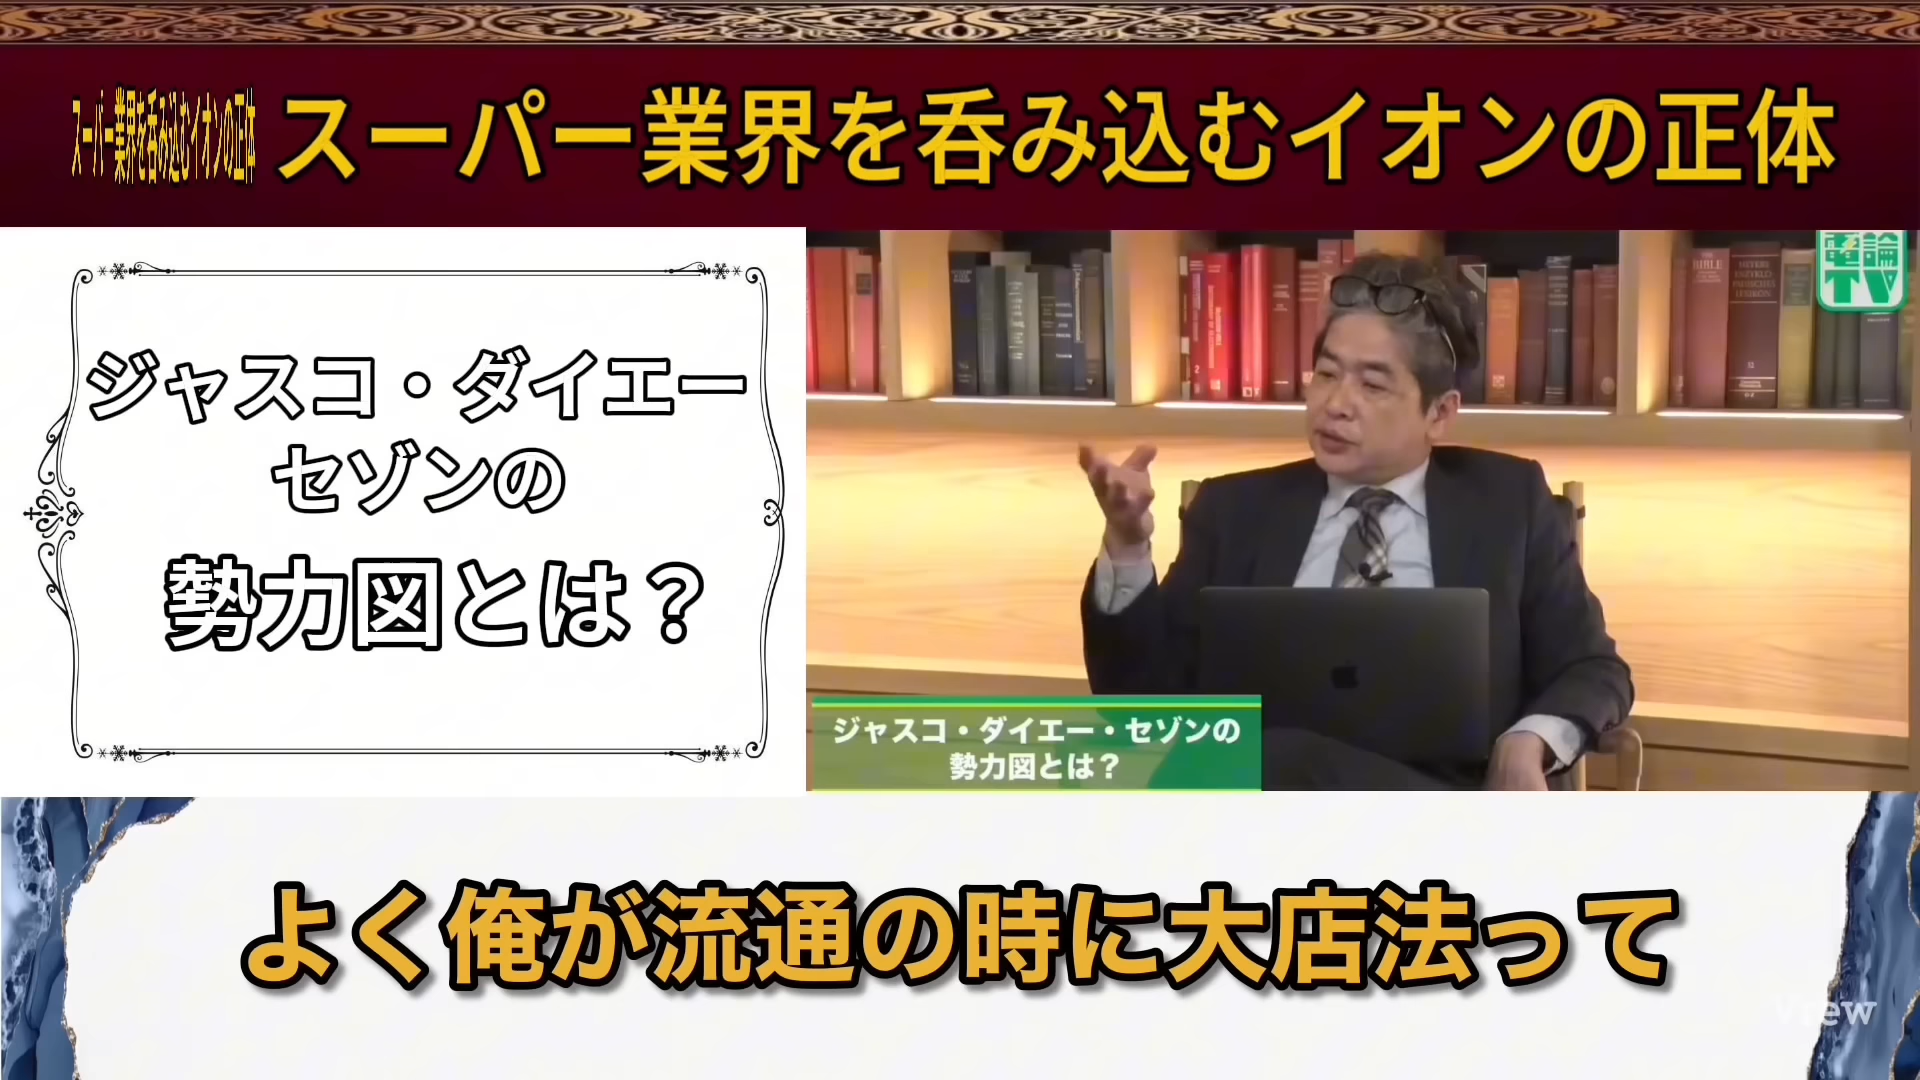 スーパー業界を呑み込むイオンの正体
スーパー業界を呑み込むイオンの正体
ジャスコ・ダイエー
セゾンの
勢力図とは？
電論
TV
BIBLE
ジャスコ・ダイエー・セゾンの
勢力図とは？
よく俺が流通の時に大店法って
Vrew